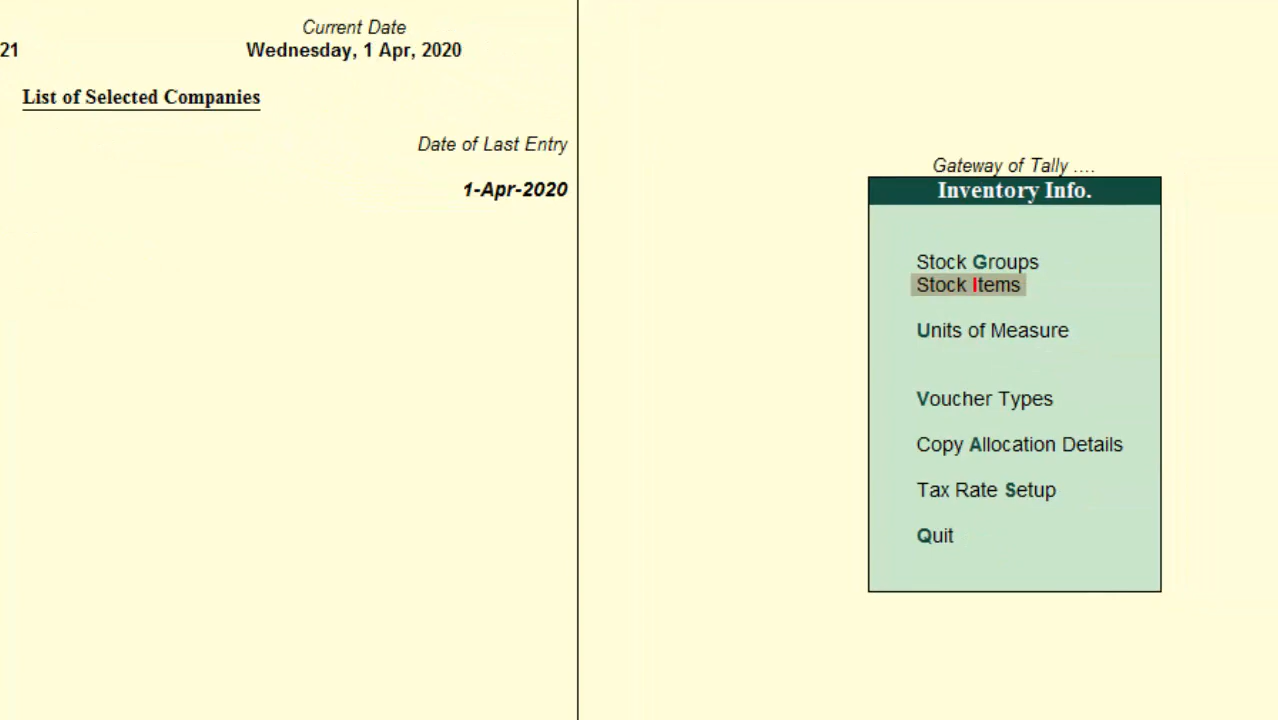 Current Date
21
Wednesday, 1 Apr, 2020
List of Selected Companies
Date of Last Entry
1-Apr-2020
Gateway of Tally ....
Inventory Info.
Stock Groups
Stock Items
Units of Measure
Voucher Types
Copy Allocation Details
Tax Rate Setup
Quit